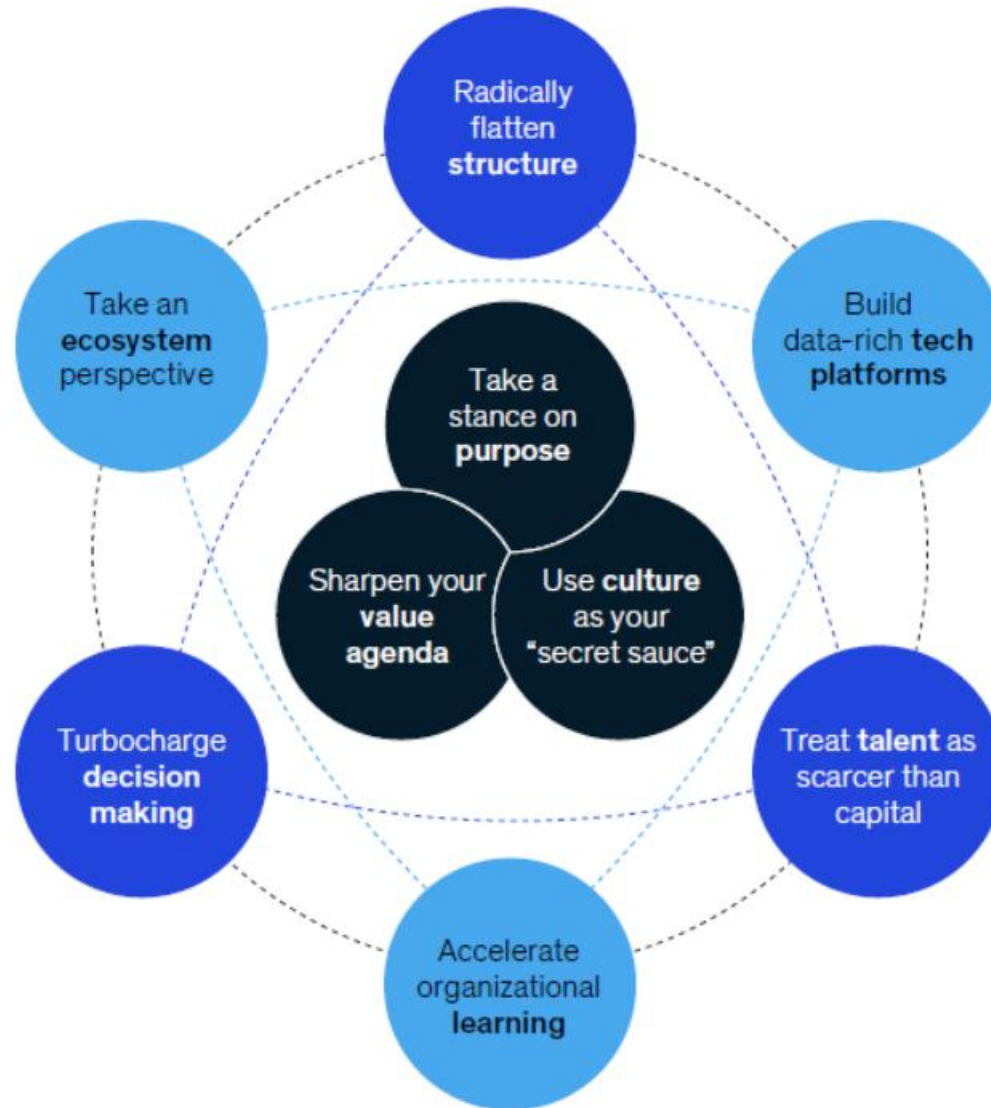 Radically
flatten
structure
Take an
ecosystem
perspective
Build
data-rich tech
platforms
Take a
stance on
purpose
Sharpen your
value
agenda
Use culture
as your
“secret sauce”
Turbocharge
decision
making
Treat talent as
scarcer than
capital
Accelerate
organizational
learning